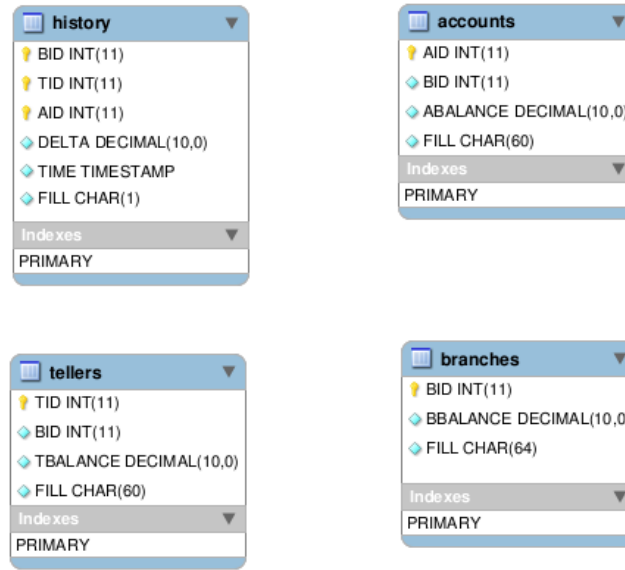 history
BID INT(11)
TID INT(11)
AID INT(11)
DELTA DECIMAL(10,0)
TIME TIMESTAMP
FILL CHAR(1)
Indexes
PRIMARY
accounts
AID INT(11)
BID INT(11)
ABALANCE DECIMAL(10,0)
FILL CHAR(60)
Indexes
PRIMARY
tellers
TID INT(11)
BID INT(11)
TBALANCE DECIMAL(10,0)
FILL CHAR(60)
Indexes
PRIMARY
branches
BID INT(11)
BBALANCE DECIMAL(10,0
FILL CHAR(64)
Indexes
PRIMARY